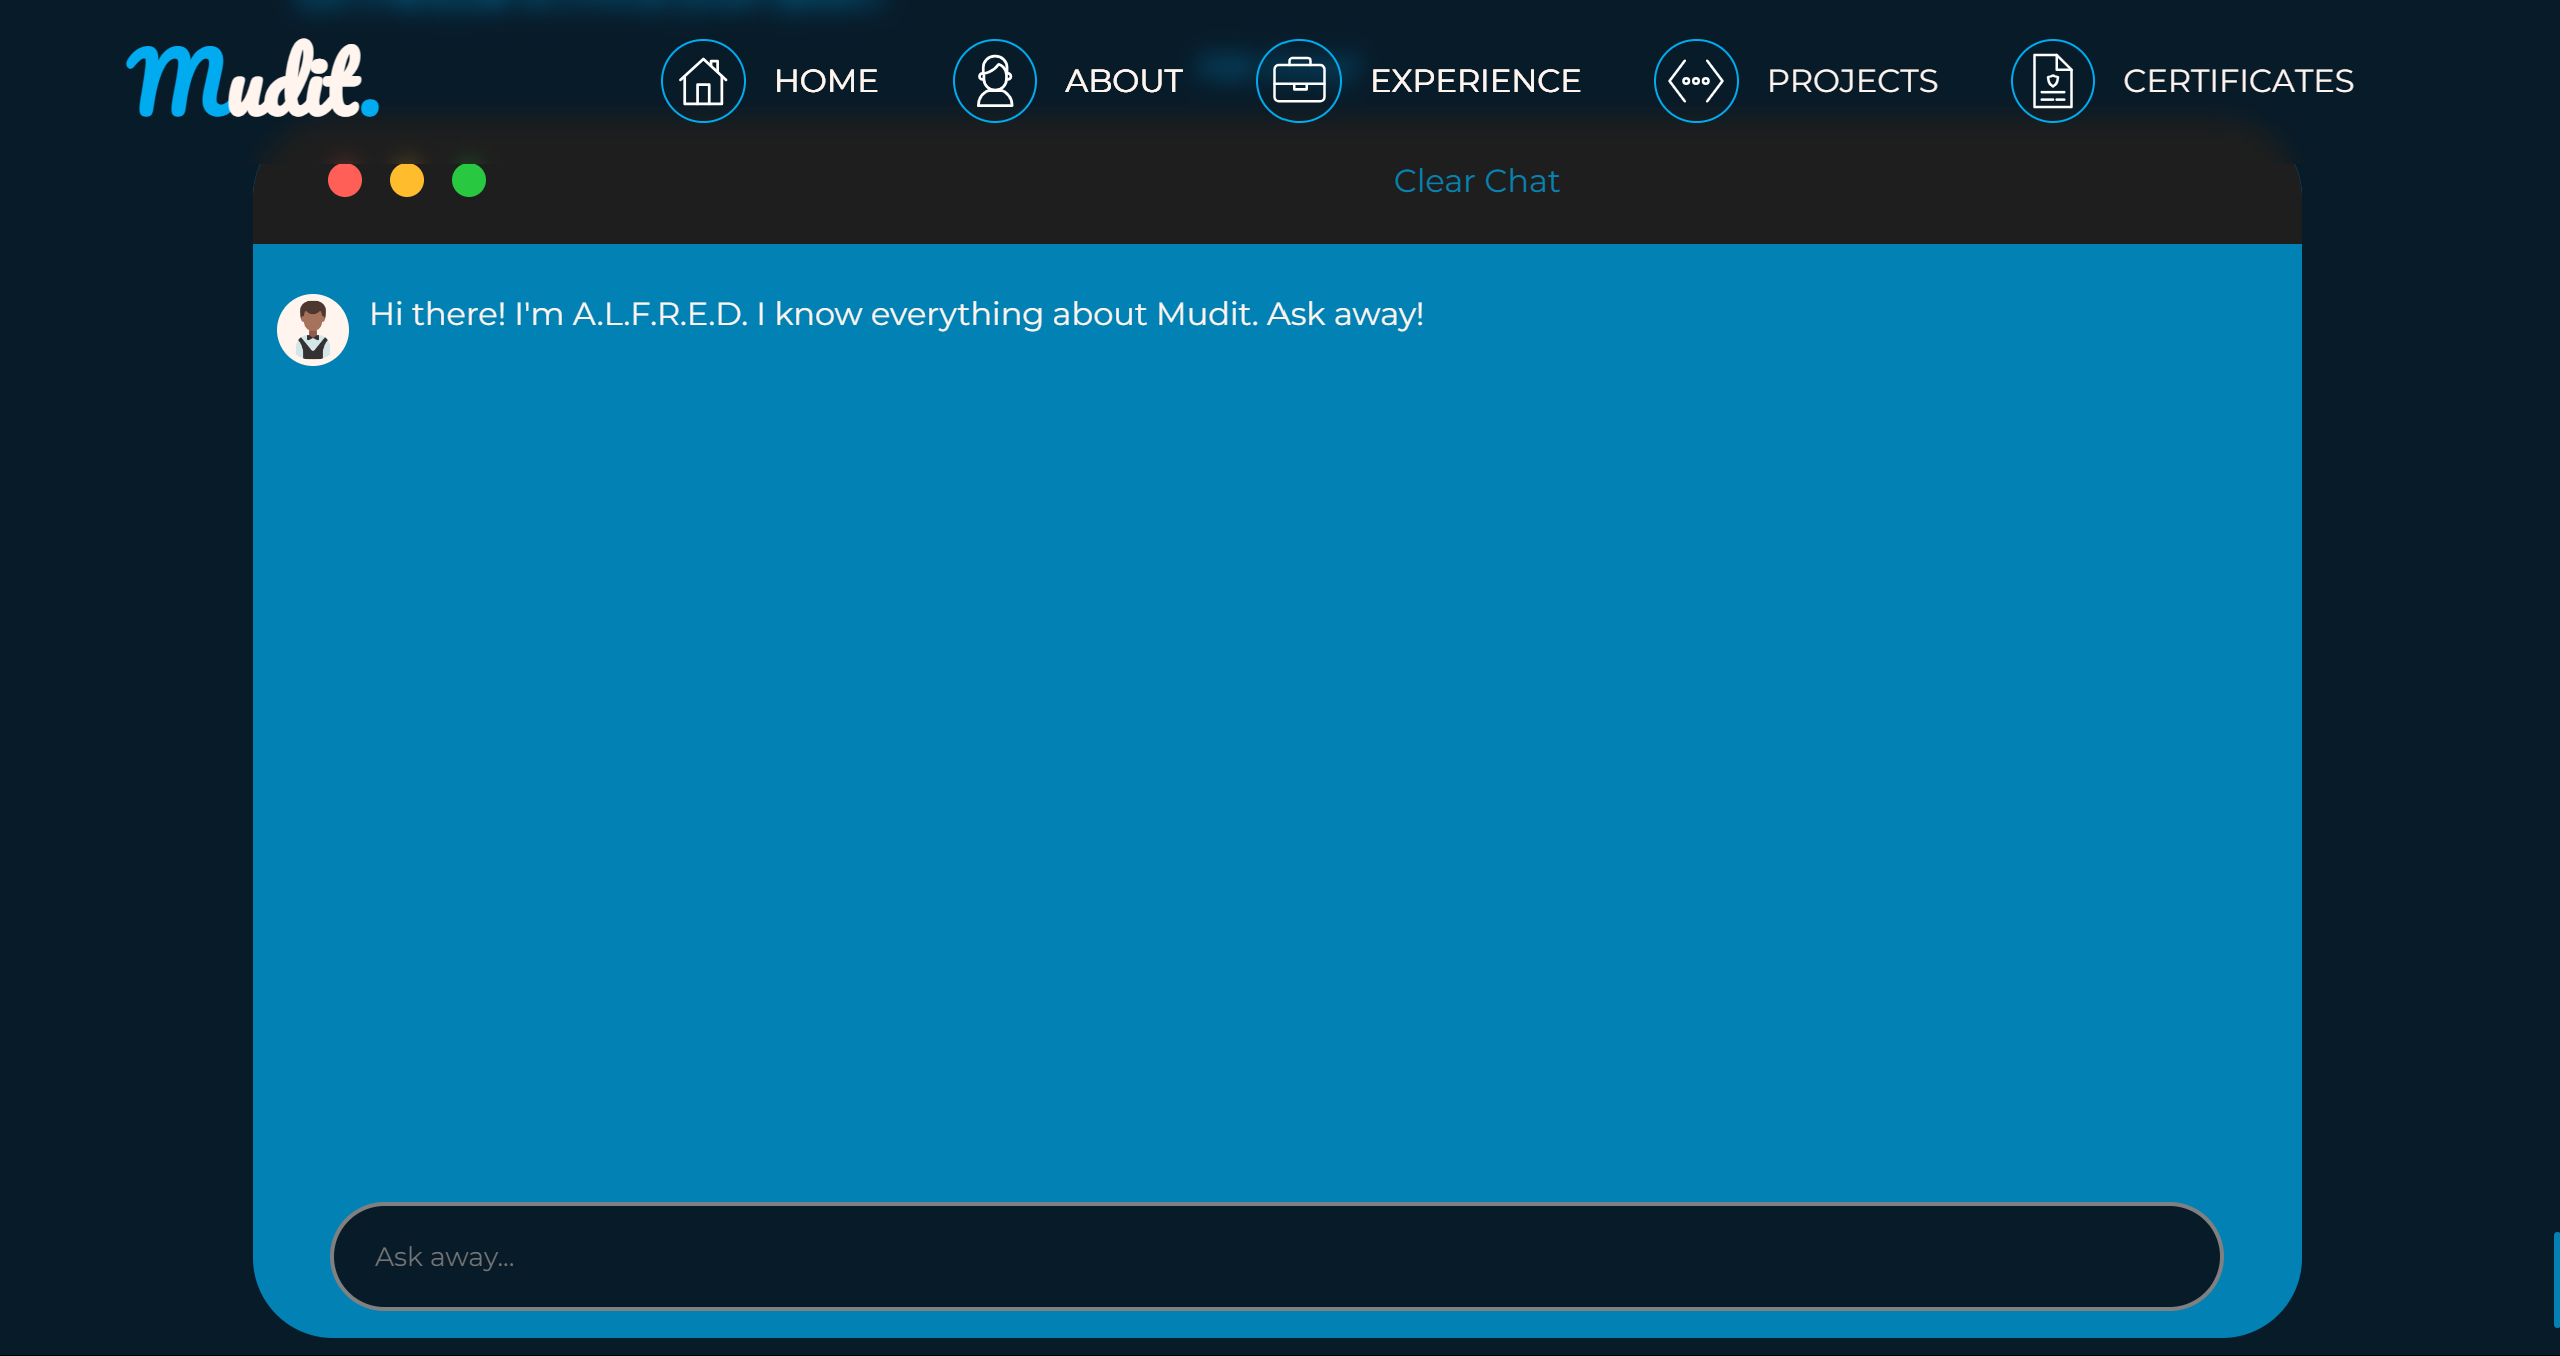 Mudit.
HOME
ABOUT
EXPERIENCE
PROJECTS
CERTIFICATES
Clear Chat
Hi there! I'm A.L.F.R.E.D. I know everything about Mudit. Ask away!
Ask away...